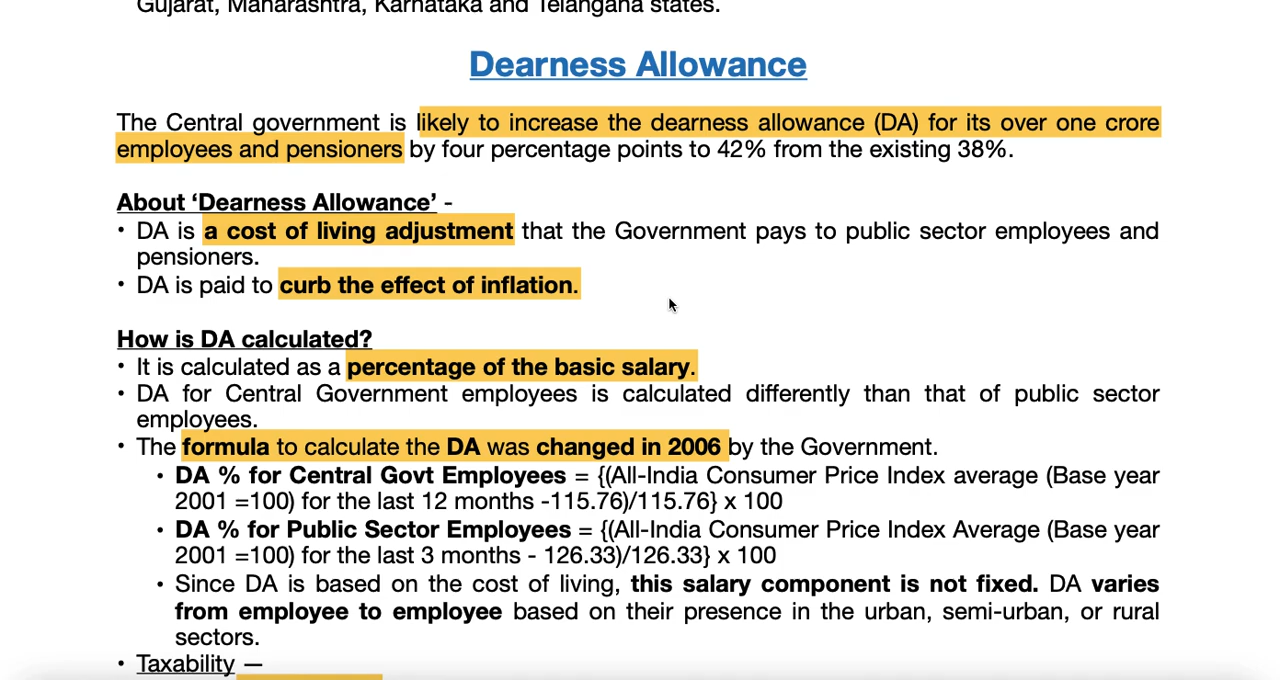 Gujarat, Maharashtra, Karnataka and Telangana states.
Dearness Allowance
The Central government is likely to increase the dearness allowance (DA) for its over one crore
employees and pensioners by four percentage points to 42% from the existing 38%.
About ‘Dearness Allowance’ -
• DA is a cost of living adjustment that the Government pays to public sector employees and
pensioners.
• DA is paid to curb the effect of inflation.
How is DA calculated?
• It is calculated as a percentage of the basic salary.
• DA for Central Government employees is calculated differently than that of public sector
employees.
• The formula to calculate the DA was changed in 2006 by the Government.
• DA % for Central Govt Employees = {(All-India Consumer Price Index average (Base year
2001 =100) for the last 12 months -115.76)/115.76} x 100
• DA % for Public Sector Employees = {(All-India Consumer Price Index Average (Base year
2001 =100) for the last 3 months - 126.33)/126.33} x 100
• Since DA is based on the cost of living, this salary component is not fixed. DA varies
from employee to employee based on their presence in the urban, semi-urban, or rural
sectors.
• Taxability —